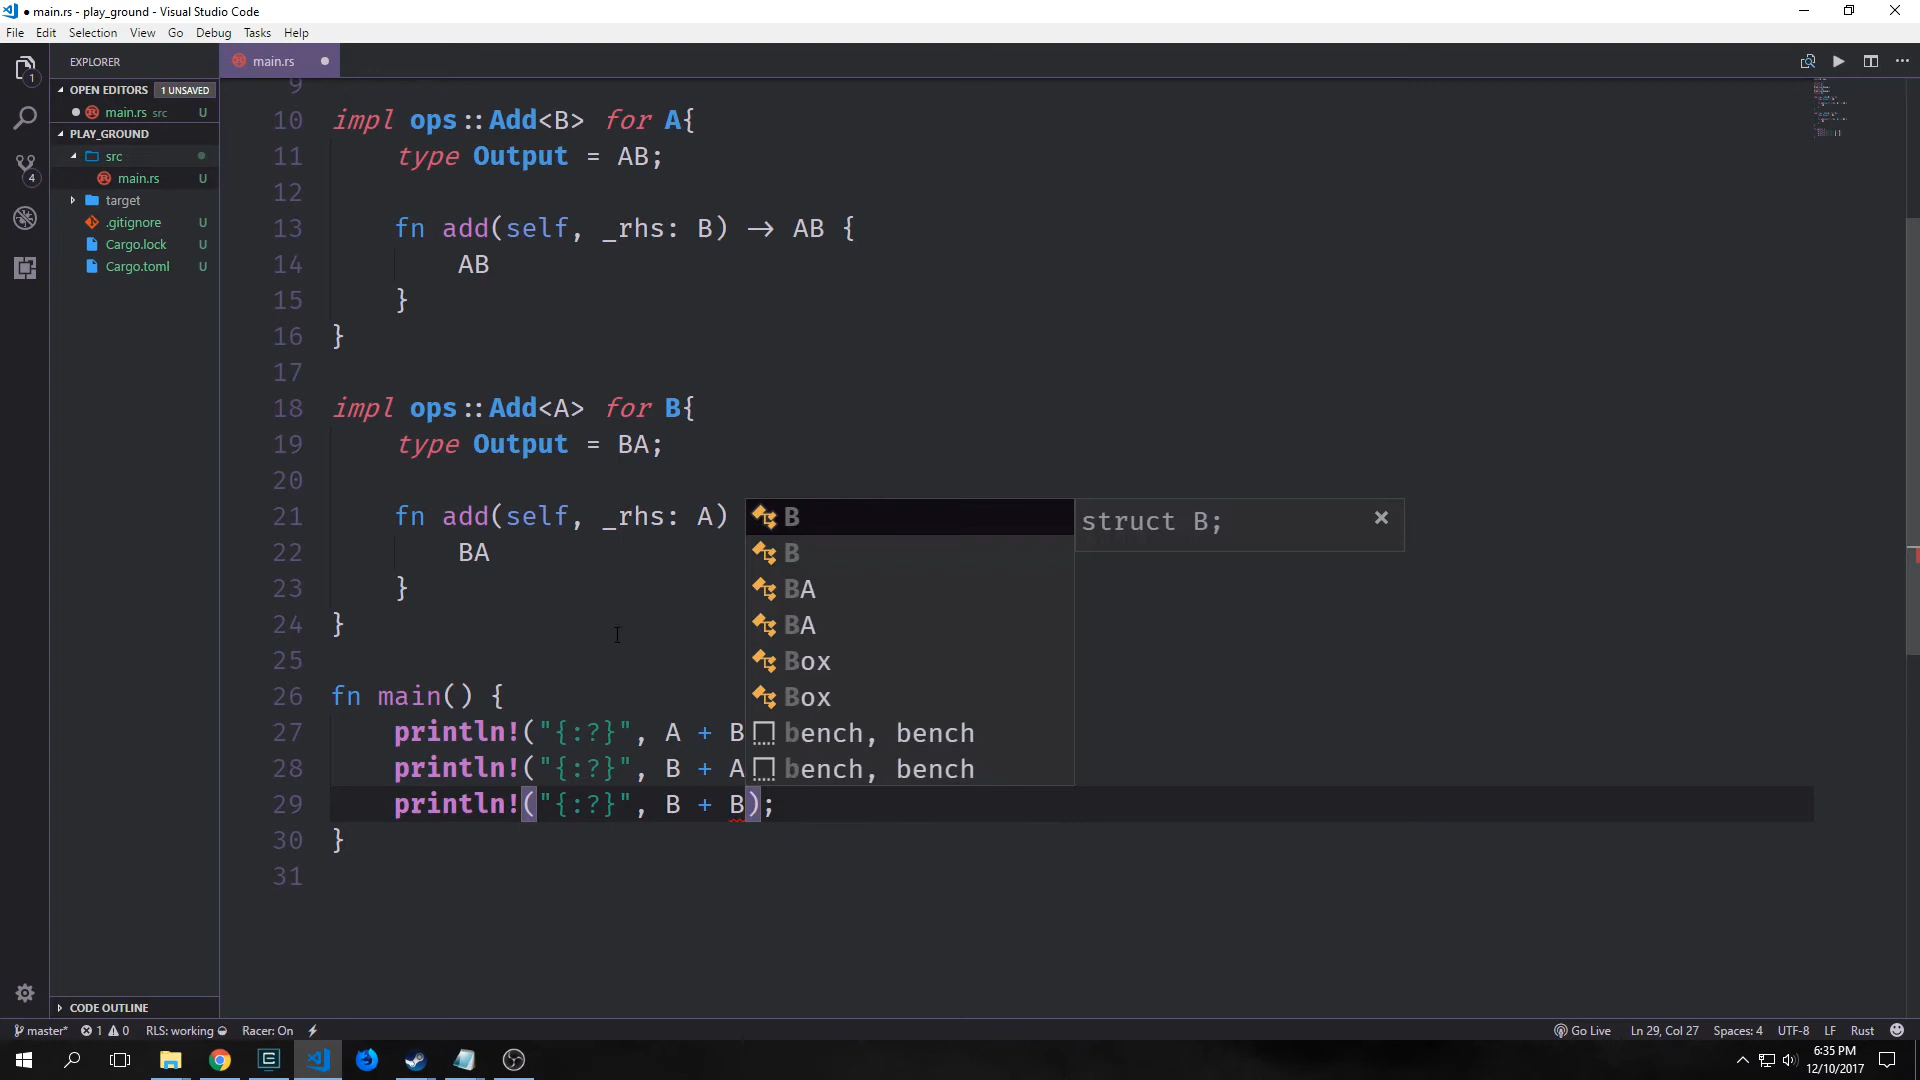 main.rs - play_ground - Visual Studio Code
File Edit Selection View Go Debug Tasks Help
EXPLORER
main.rs
OPEN EDITORS 1 UNSAVED
main.rs src U
PLAY_GROUND
src
main.rs U
target
.gitignore U
Cargo.lock U
Cargo.toml U
1
4
9
10 impl ops::Add<B> for A{
11 type Output = AB;
12
13 fn add(self, _rhs: B) → AB {
14 AB
15 }
16 }
17
18 impl ops::Add<A> for B{
19 type Output = BA;
20
21 fn add(self, _rhs: A)
22 BA
23 }
24 }
25
26 fn main() {
27 println!("{:?}", A + B
28 println!("{:?}", B + A
29 println!("{:?}", B + B);
30 }
31
B
B
BA
BA
Box
Box
bench, bench
bench, bench
struct B;
CODE OUTLINE
master* 1 0 RLS: working Racer: On
Go Live Ln 29, Col 27 Spaces: 4 UTF-8 LF Rust
6:35 PM
12/10/2017